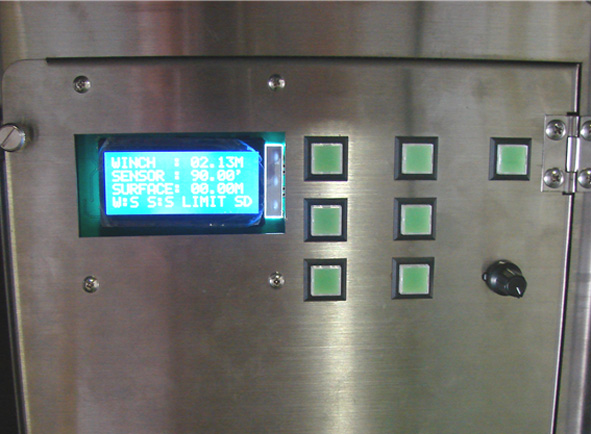 WINCH : 02.13M
SENSOR : 90.00'
SURFACE: 00.00M
W:S S:S LIMIT SD